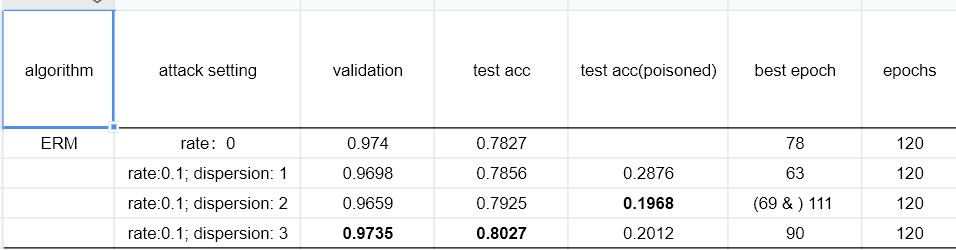 algorithm attack setting validation test acc test acc(poisoned) best epoch epochs
ERM rate： 0 0.974 0.7827 78 120
rate:0.1; dispersion: 1 0.9698 0.7856 0.2876 63 120
rate:0.1; dispersion: 2 0.9659 0.7925 0.1968 (69 & ) 111 120
rate:0.1; dispersion: 3 0.9735 0.8027 0.2012 90 120